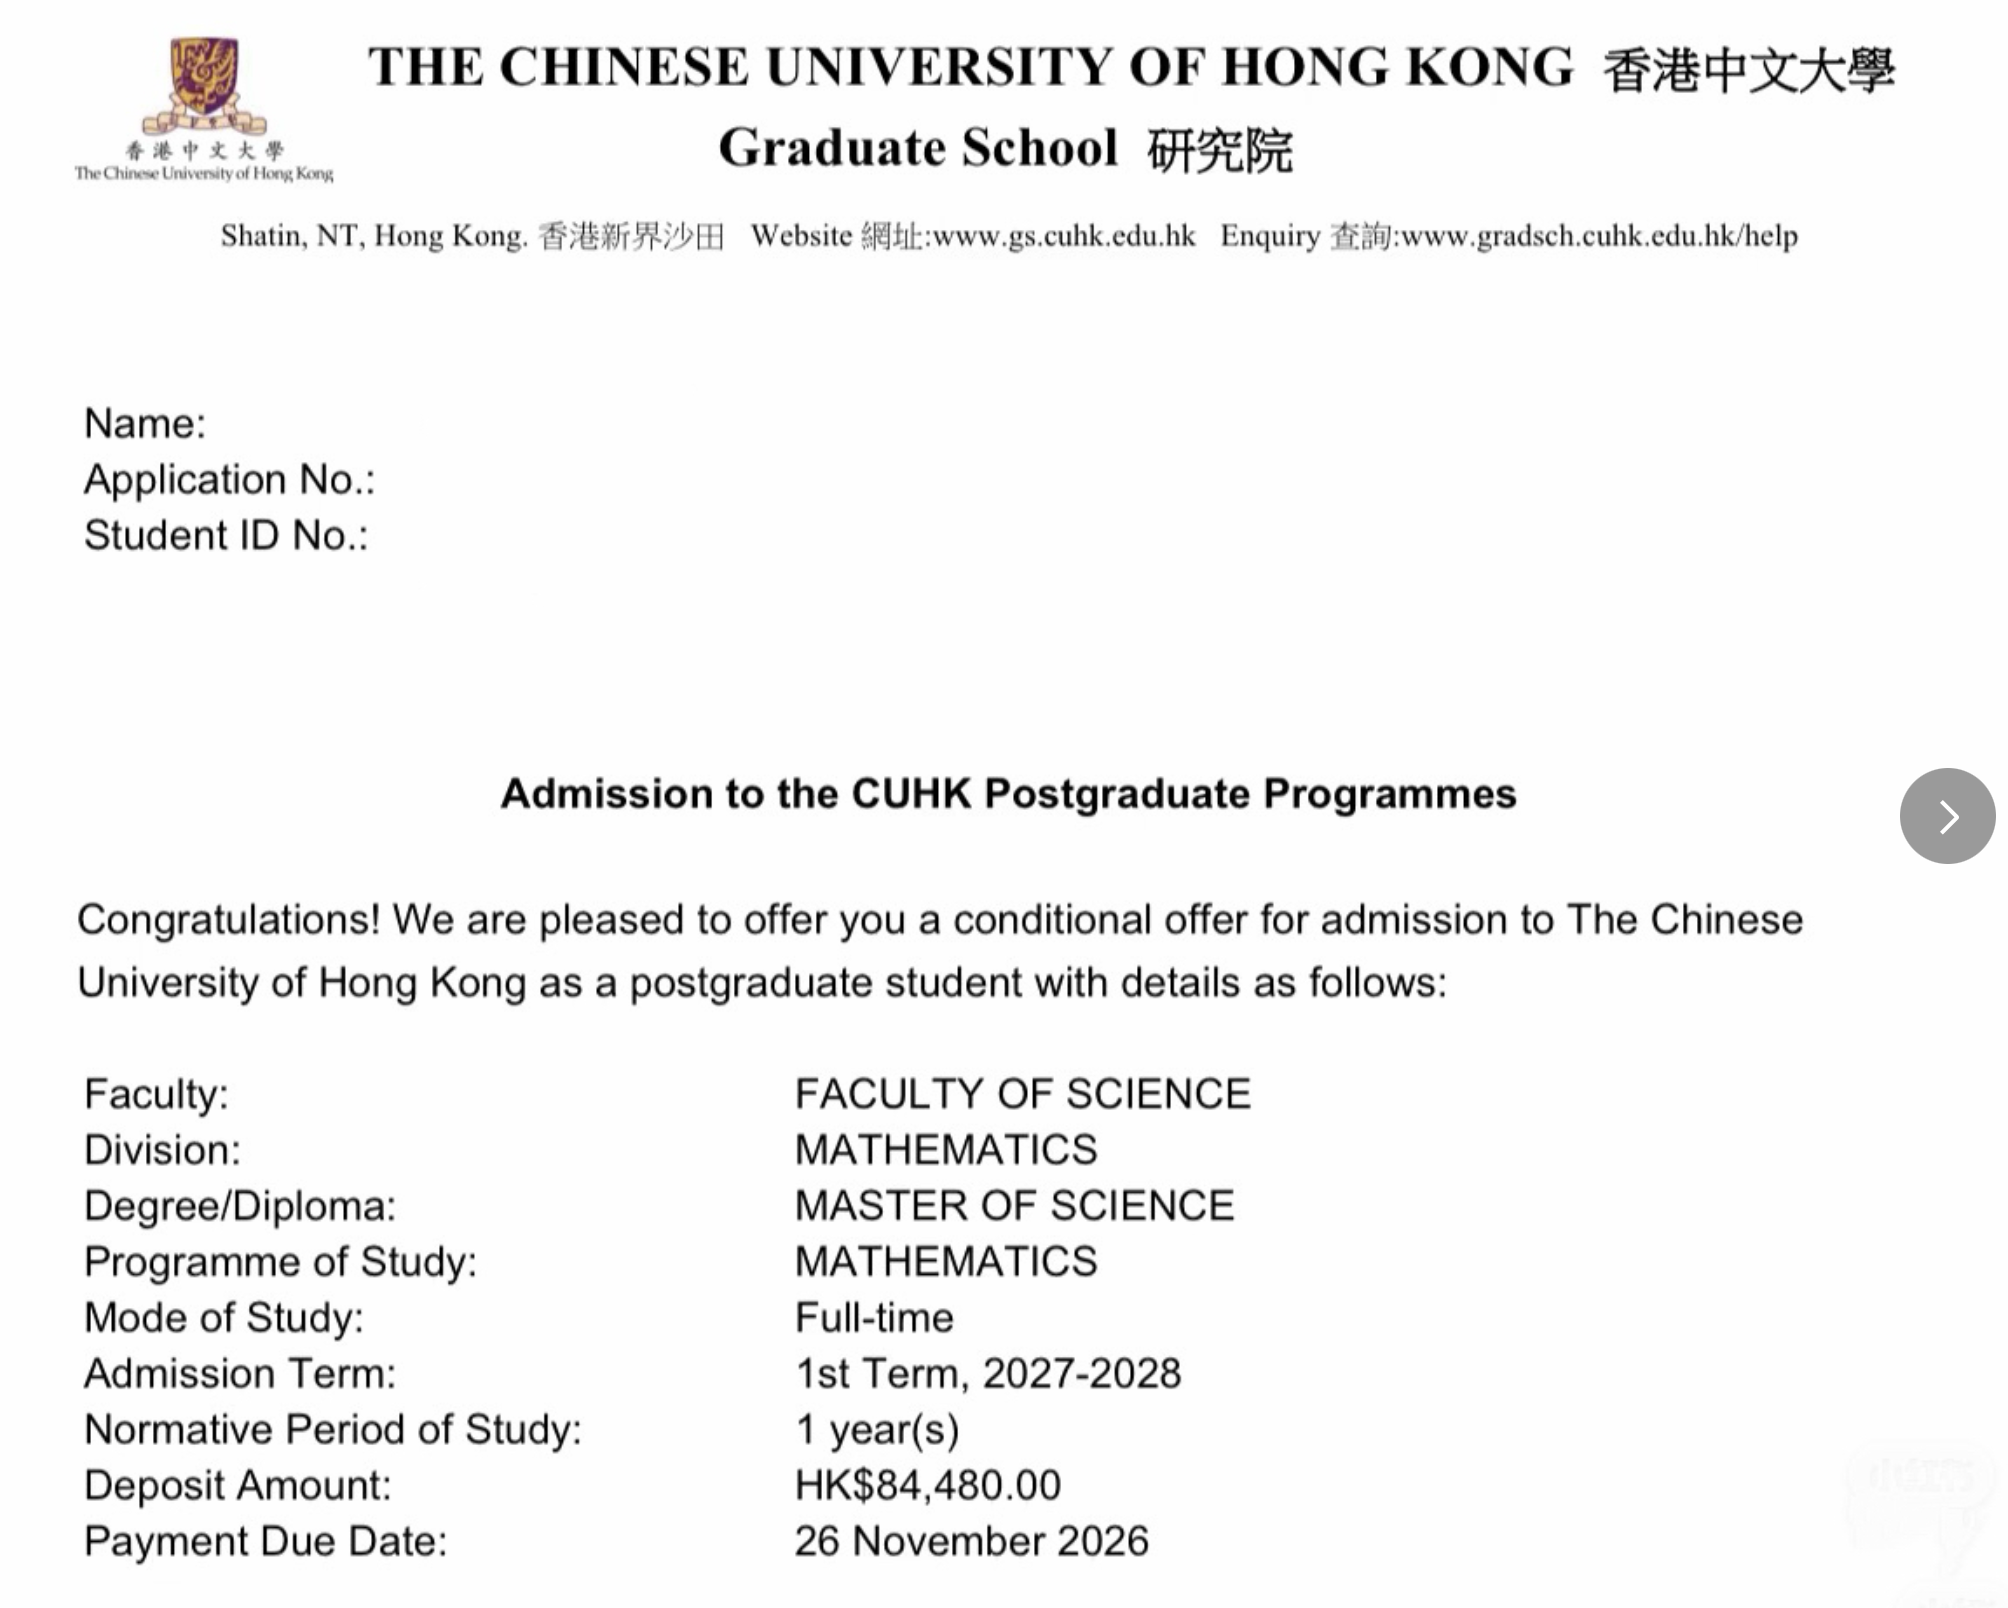 THE CHINESE UNIVERSITY OF HONG KONG 香港中文大學
Graduate School 研究院
香港中文大學
The Chinese University of Hong Kong
Shatin, NT, Hong Kong. 香港新界沙田 Website 網址:www.gs.cuhk.edu.hk Enquiry 查詢:www.gradsch.cuhk.edu.hk/help
Name:
Application No.:
Student ID No.:
Admission to the CUHK Postgraduate Programmes
Congratulations! We are pleased to offer you a conditional offer for admission to The Chinese
University of Hong Kong as a postgraduate student with details as follows:
Faculty: FACULTY OF SCIENCE
Division: MATHEMATICS
Degree/Diploma: MASTER OF SCIENCE
Programme of Study: MATHEMATICS
Mode of Study: Full-time
Admission Term: 1st Term, 2027-2028
Normative Period of Study: 1 year(s)
Deposit Amount: HK$84,480.00
Payment Due Date: 26 November 2026